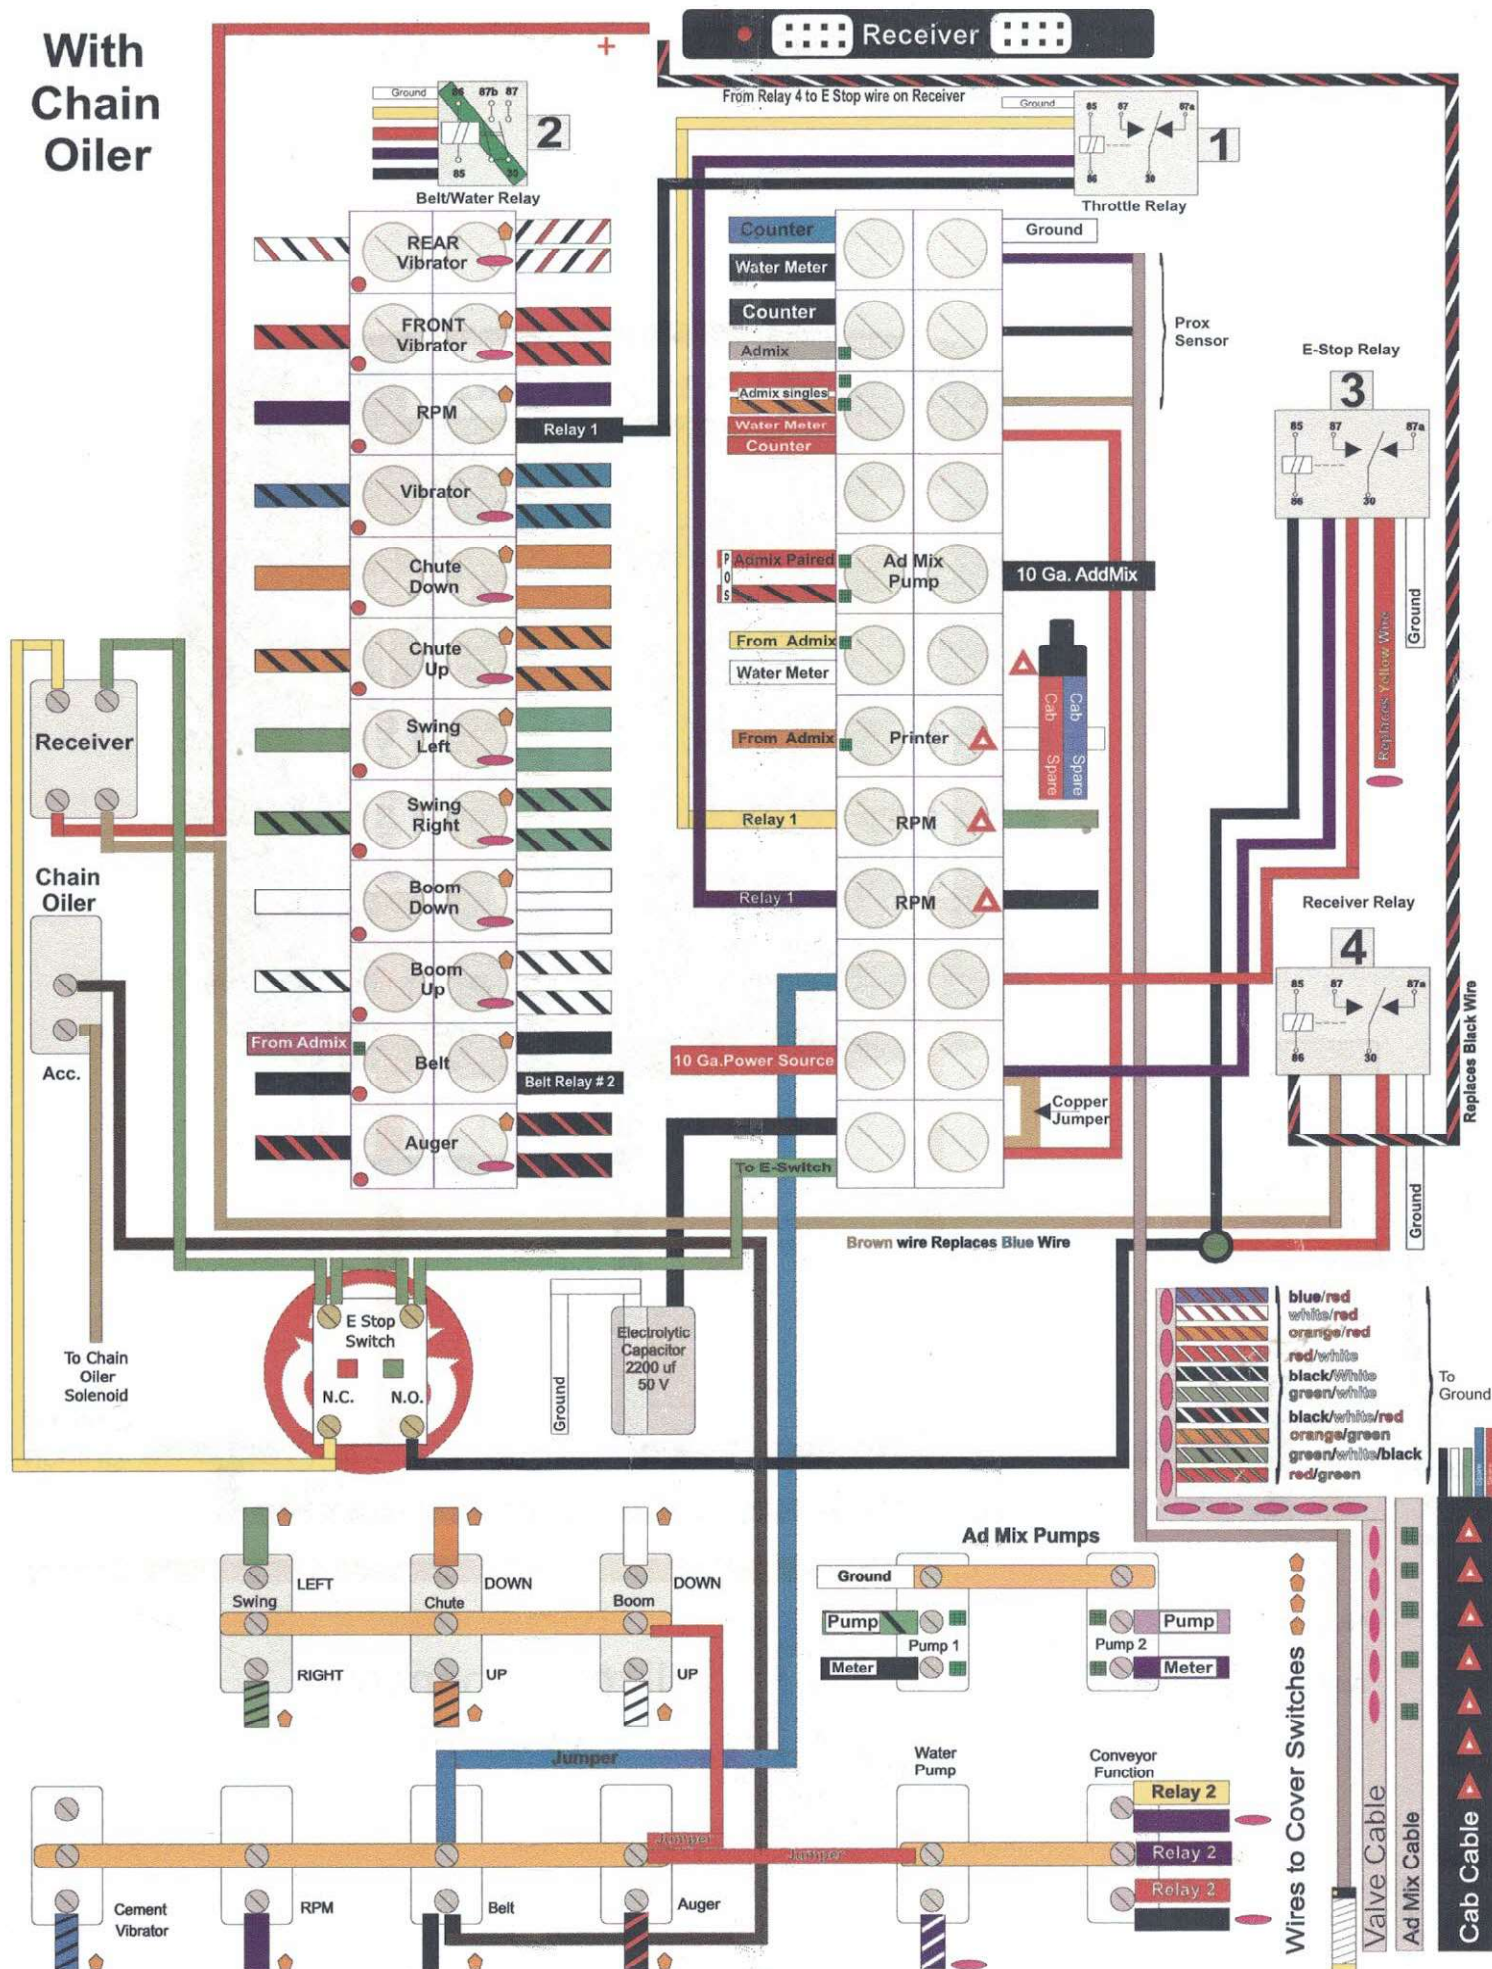 With
Chain
Oiler
+
Receiver
From Relay 4 to E Stop wire on Receiver
Ground
86 87b 87
85 30
2
Belt/Water Relay
Ground
85 87 87a
86 30
1
Throttle Relay
REAR
Vibrator
FRONT
Vibrator
RPM
Relay 1
Vibrator
Chute
Down
Chute
Up
Swing
Left
Swing
Right
Boom
Down
Boom
Up
From Admix
Belt
Belt Relay # 2
Auger
Counter
Ground
Water Meter
Counter
Admix
Admix singles
Water Meter
Counter
Prox
Sensor
POS
Admix Paired
Ad Mix
Pump
10 Ga. AddMix
From Admix
Water Meter
From Admix
Printer
Cab Spare
Cab Spare
Relay 1
RPM
Relay 1
RPM
10 Ga.Power Source
Copper
Jumper
To E-Switch
E-Stop Relay
3
85 87 87a
86 30
Replaces Yellow Wire
Ground
Receiver Relay
4
85 87 87a
86 30
Replaces Black Wire
Ground
Receiver
Chain
Oiler
Acc.
To Chain
Oiler
Solenoid
Brown wire Replaces Blue Wire
E Stop
Switch
N.C. N.O.
Ground
Electrolytic
Capacitor
2200 uf
50 V
blue/red
white/red
orange/red
red/white
black/White
green/white
black/white/red
orange/green
green/white/black
red/green
To
Ground
LEFT
Swing
RIGHT
DOWN
Chute
UP
DOWN
Boom
UP
Ad Mix Pumps
Ground
Pump
Pump 1
Meter
Pump
Pump 2
Meter
Jumper
Jumper
Jumper
Cement
Vibrator
RPM
Belt
Auger
Water
Pump
Conveyor
Function
Relay 2
Relay 2
Relay 2
Wires to Cover Switches
Valve Cable
Ad Mix Cable
Cab Cable